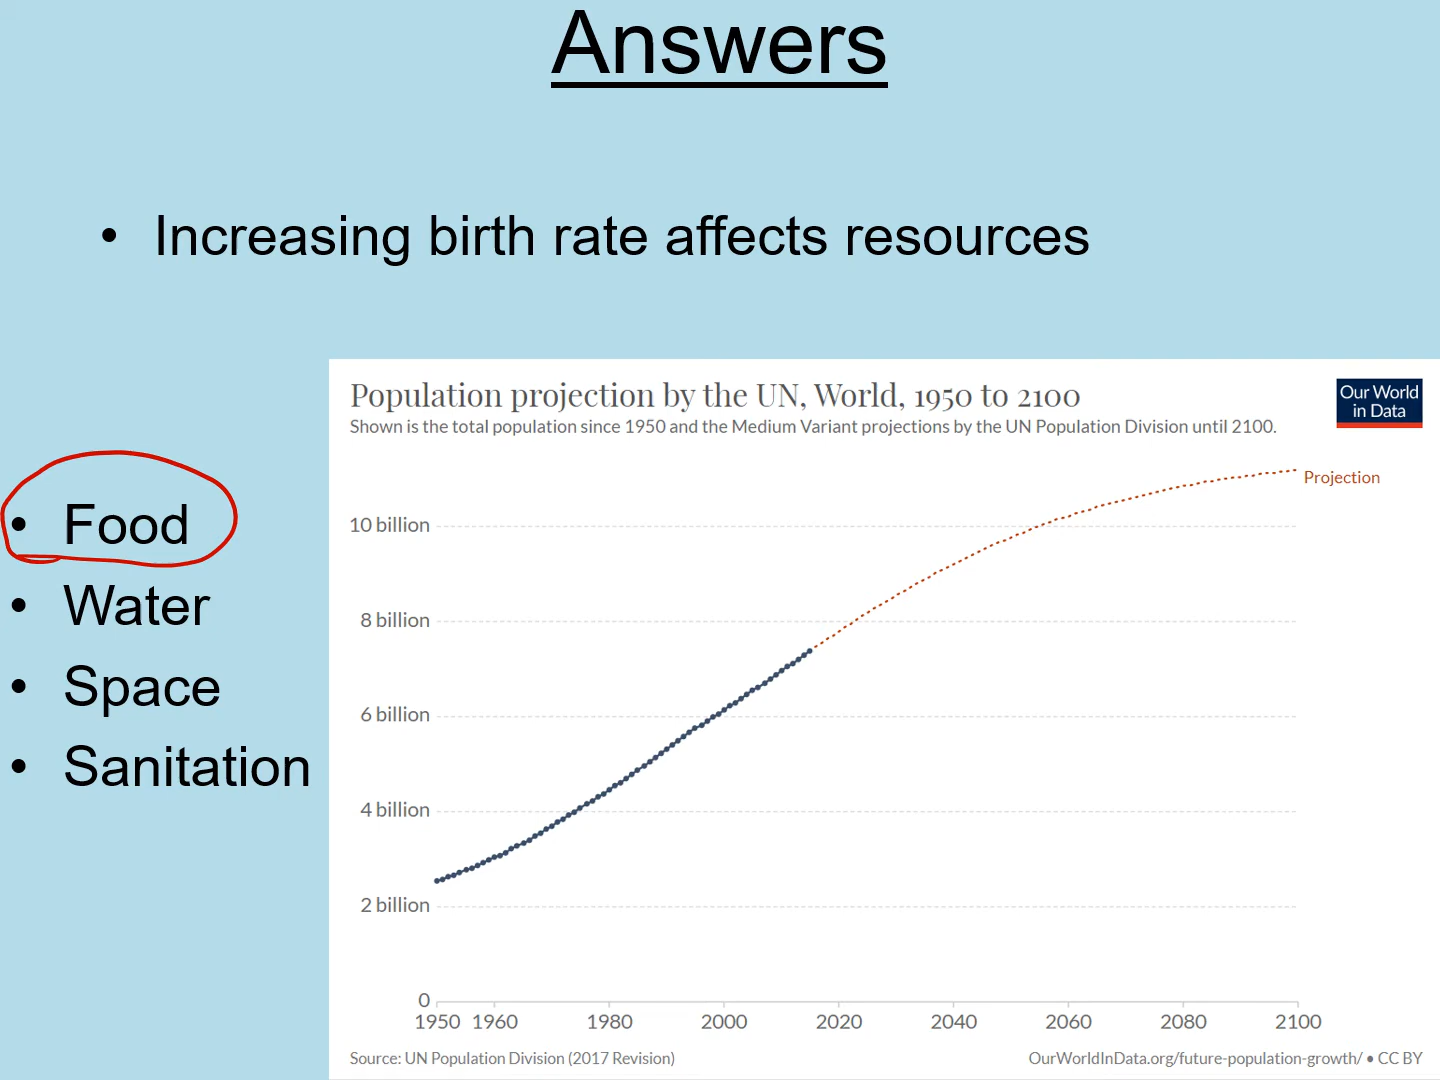 Answers
• Increasing birth rate affects resources
• Food
• Water
• Space
• Sanitation
Population projection by the UN, World, 1950 to 2100
Shown is the total population since 1950 and the Medium Variant projections by the UN Population Division until 2100.
Our World
in Data
Projection
10 billion
8 billion
6 billion
4 billion
2 billion
0
1950 1960 1980 2000 2020 2040 2060 2080 2100
Source: UN Population Division (2017 Revision)
OurWorldInData.org/future-population-growth/ • CC BY